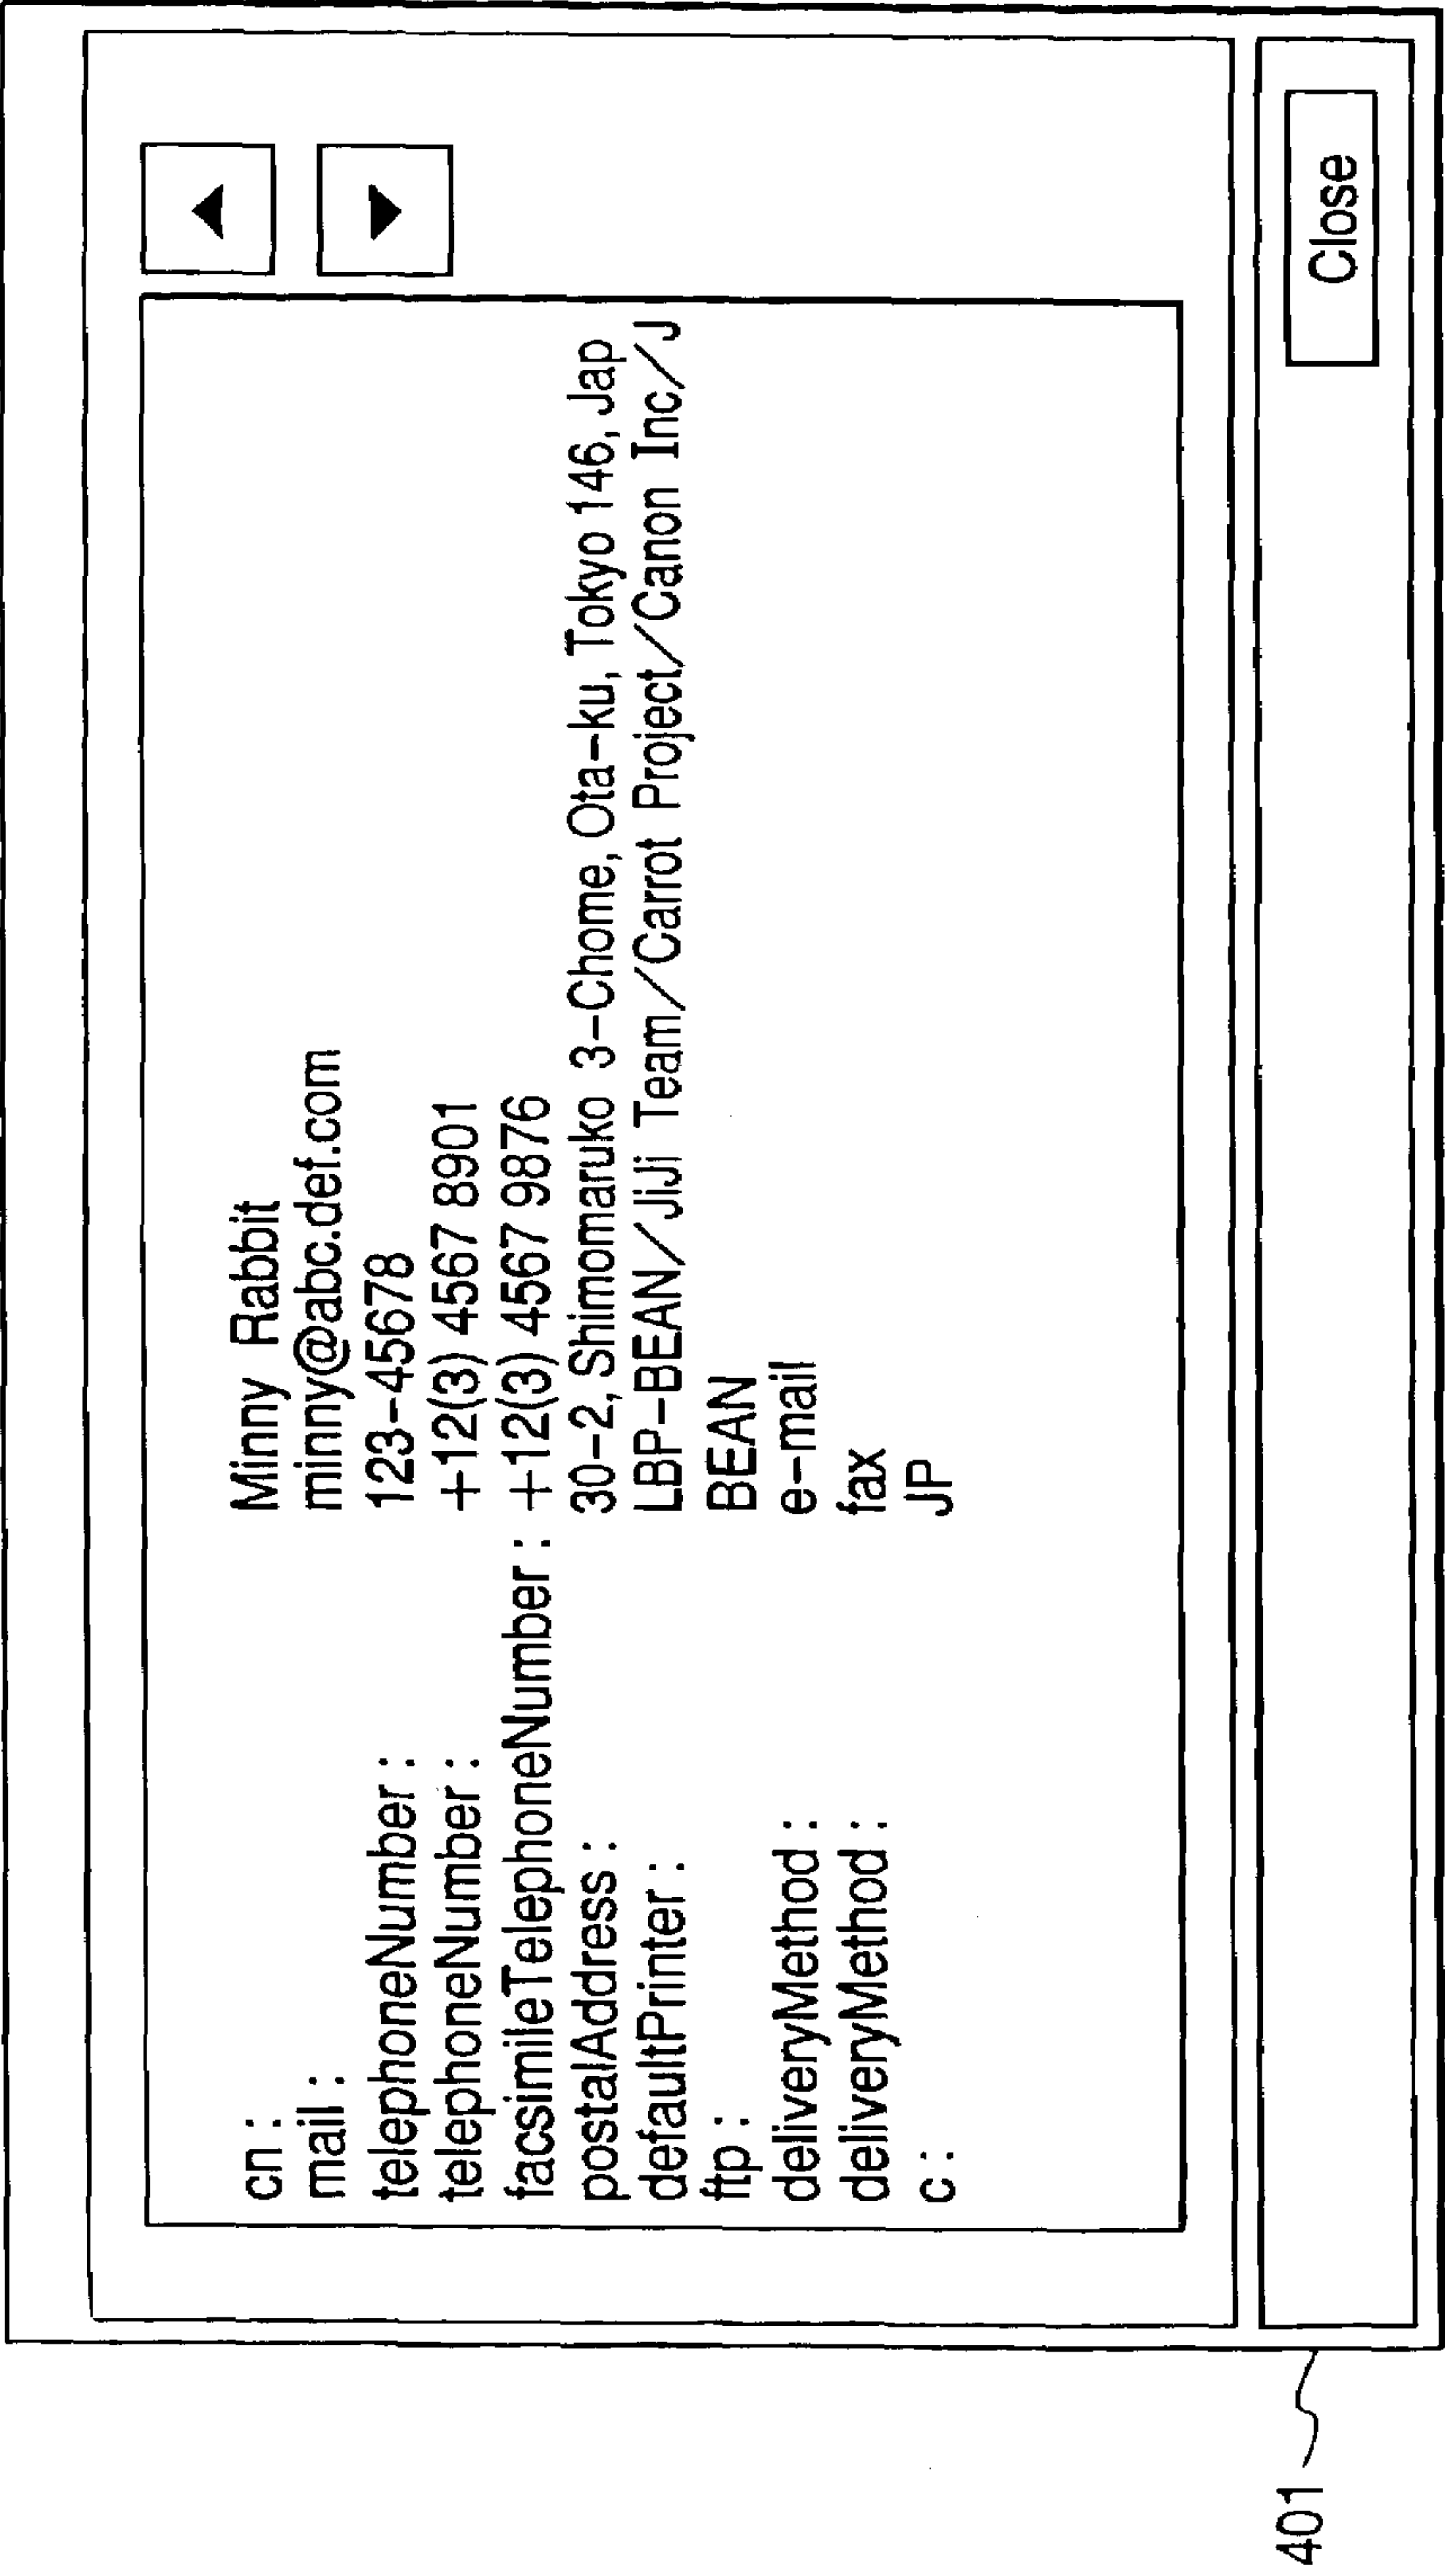 cn : Minny Rabbit
mail : minny@abc.def.com
telephoneNumber : 123-45678
telephoneNumber : +12(3) 4567 8901
facsimileTelephoneNumber : +12(3) 4567 9876
postalAddress : 30-2, Shimomaruko 3-Chome, Ota-ku, Tokyo 146, Jap
defaultPrinter : LBP-BEAN/JiJi Team/Carrot Project/Canon Inc/J
ftp : BEAN
deliveryMethod : e-mail
deliveryMethod : fax
c : JP
Close
401